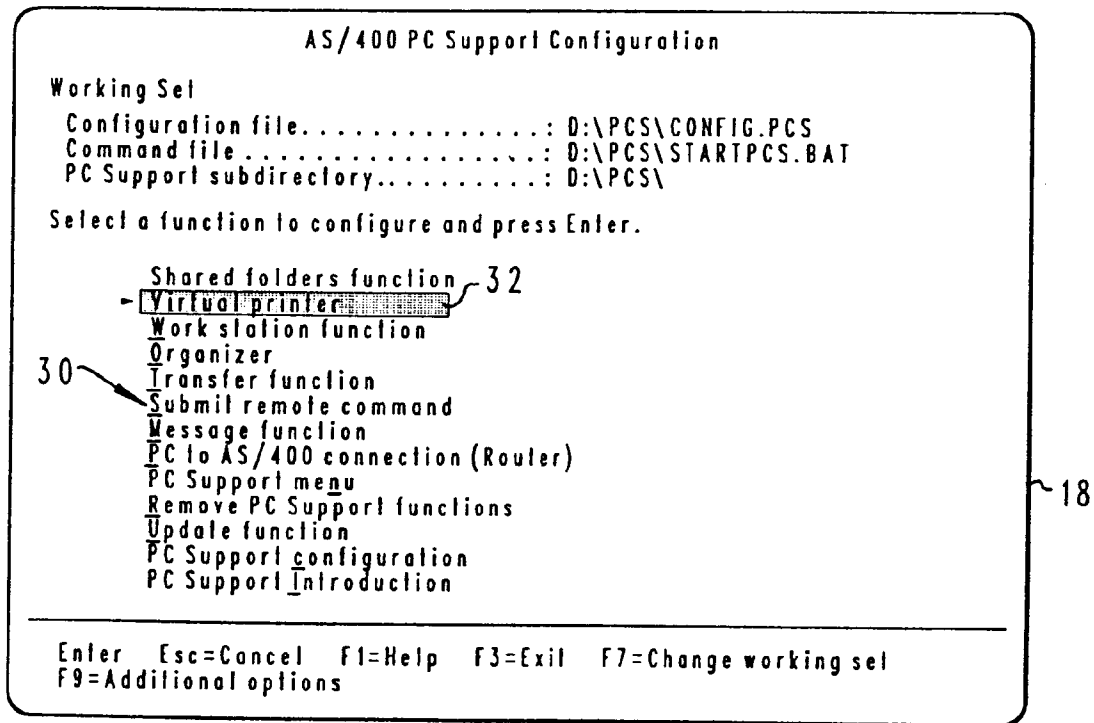 AS/400 PC Support Configuration
Working Set
Configuration file. . . . . . . . . . . . . . . : D:\PCS\CONFIG.PCS
Command file . . . . . . . . . . . . . . . . . . : D:\PCS\STARTPCS.BAT
PC Support subdirectory. . . . . . . . . . . : D:\PCS\
Select a function to configure and press Enter.
Shared folders function
32
Virtual printer
Work station function
Organizer
30
Transfer function
Submit remote command
Message function
PC to AS/400 connection (Router)
PC Support menu
18
Remove PC Support functions
Update function
PC Support configuration
PC Support Introduction
Enter Esc=Cancel F1=Help F3=Exit F7=Change working set
F9=Additional options